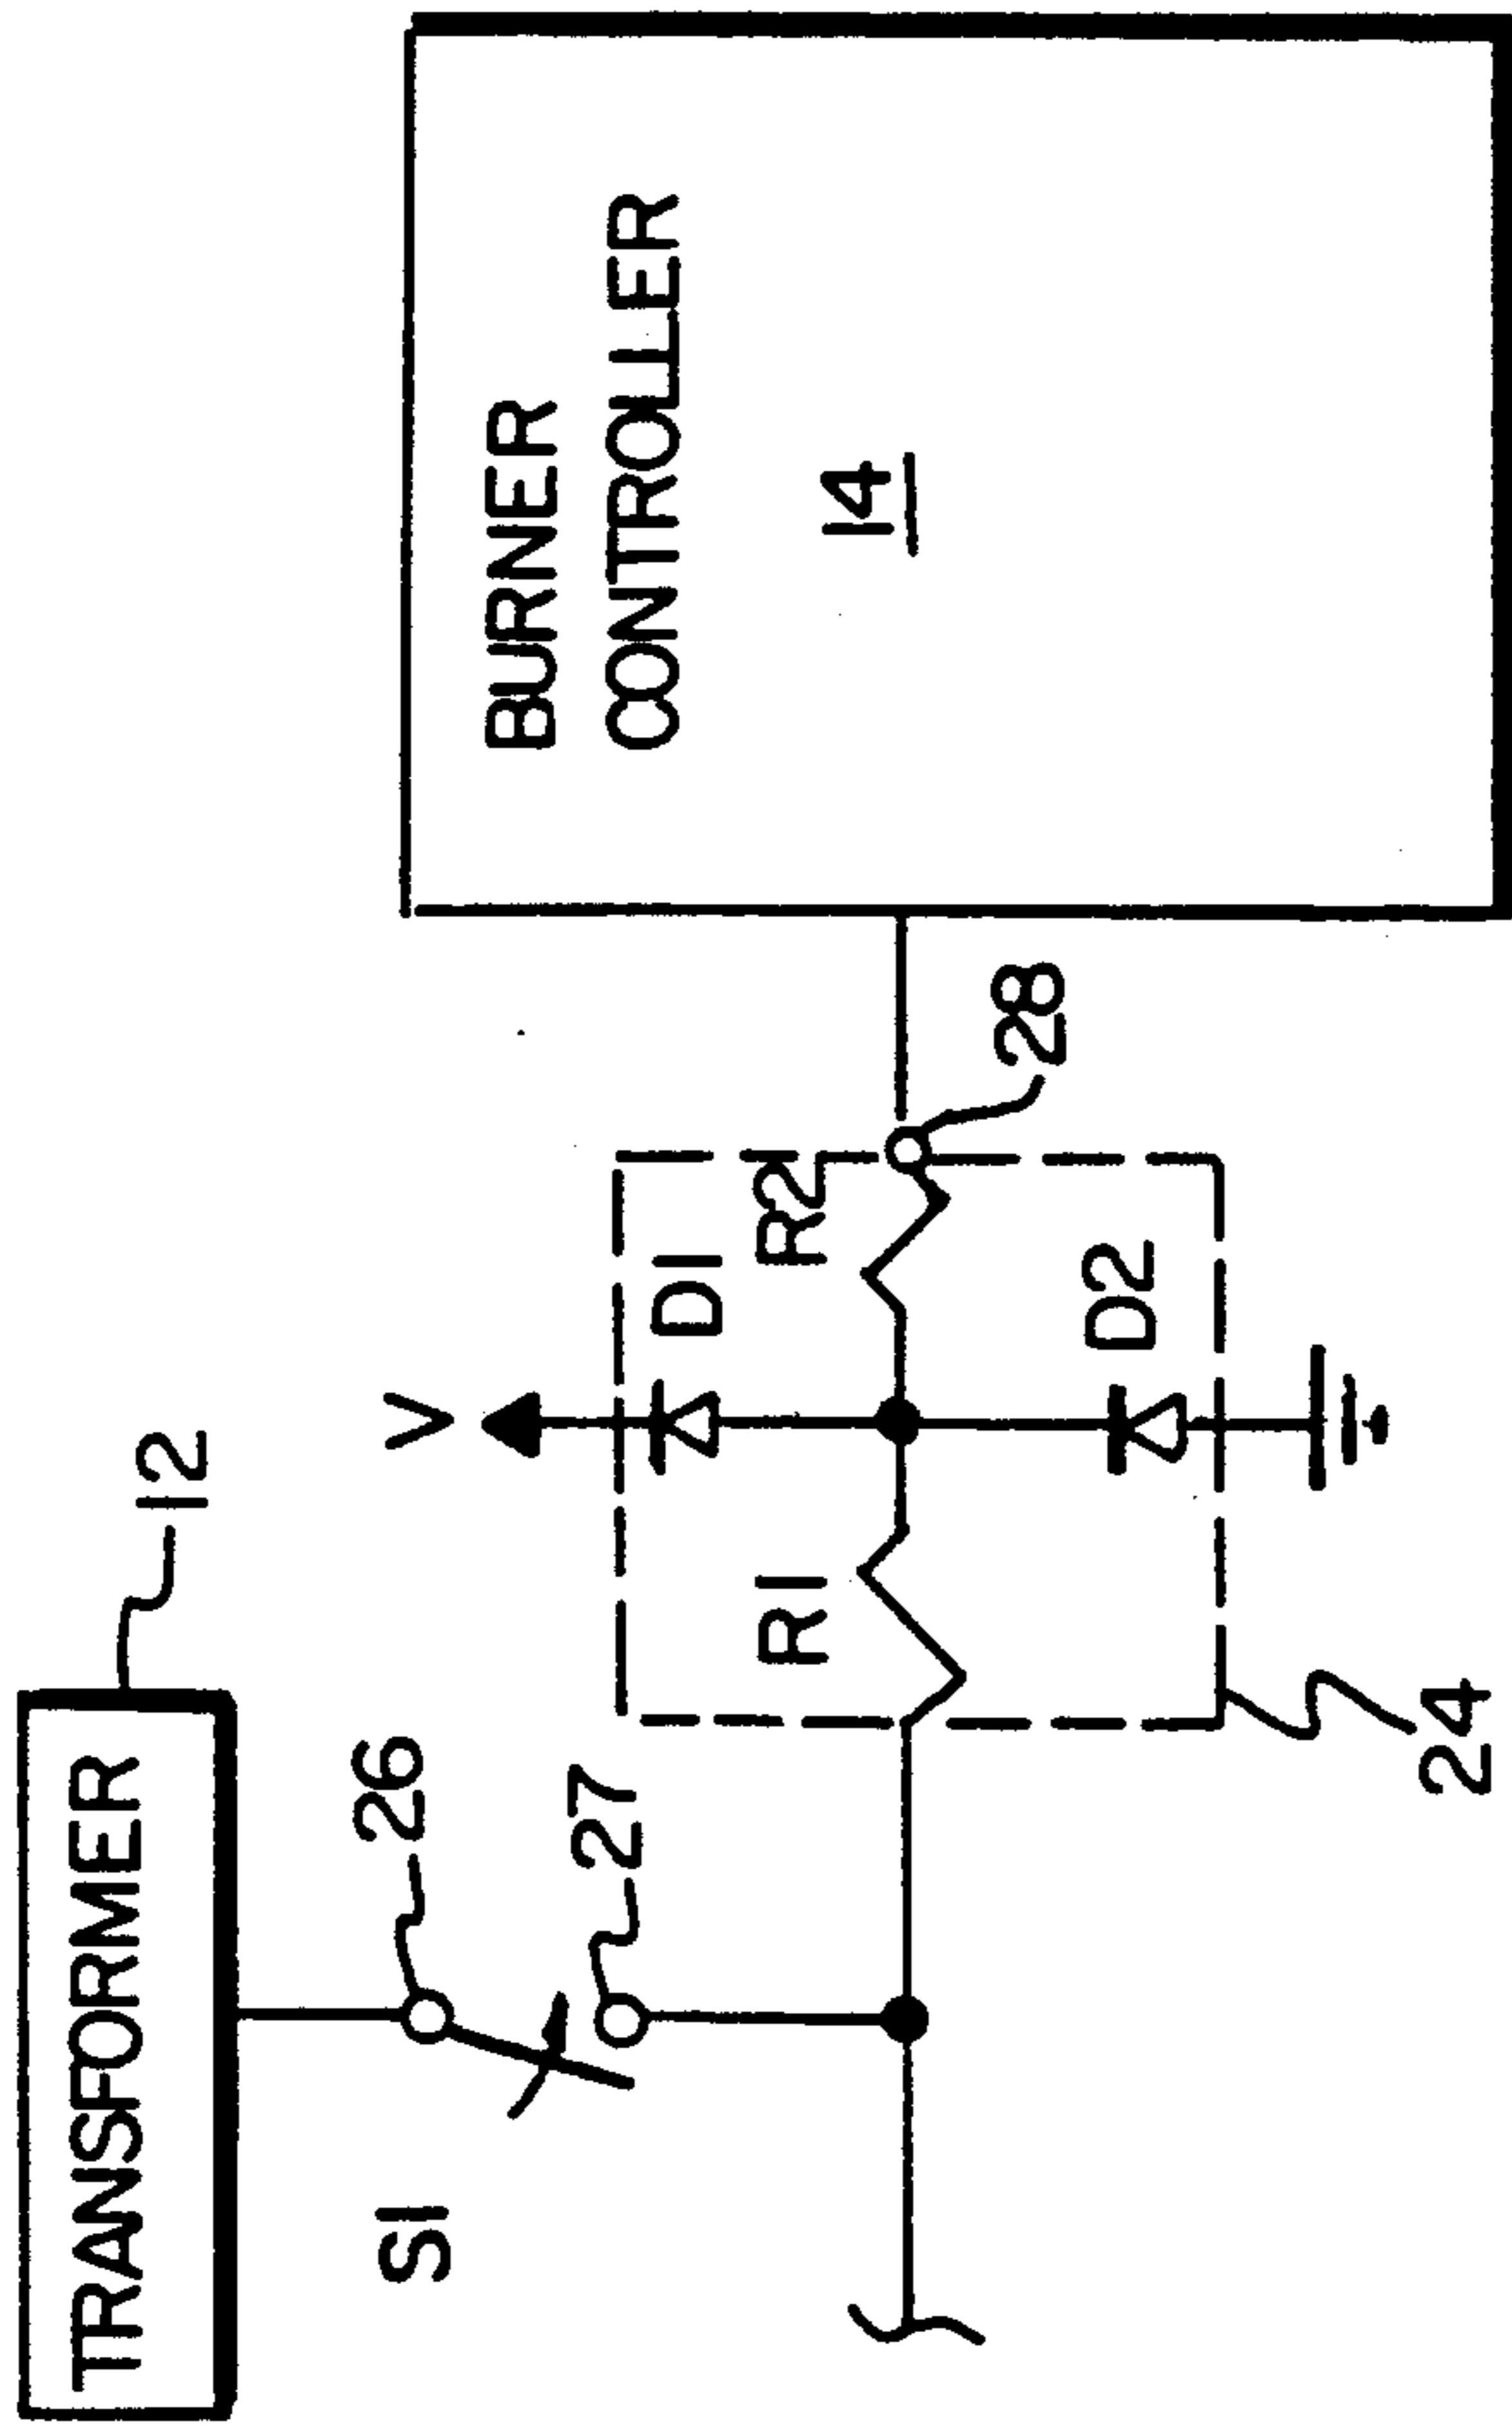 TRANSFORMER
12
S1
26
27
V
BURNER
CONTROLLER
14
R1
D1
R2
28
D2
24